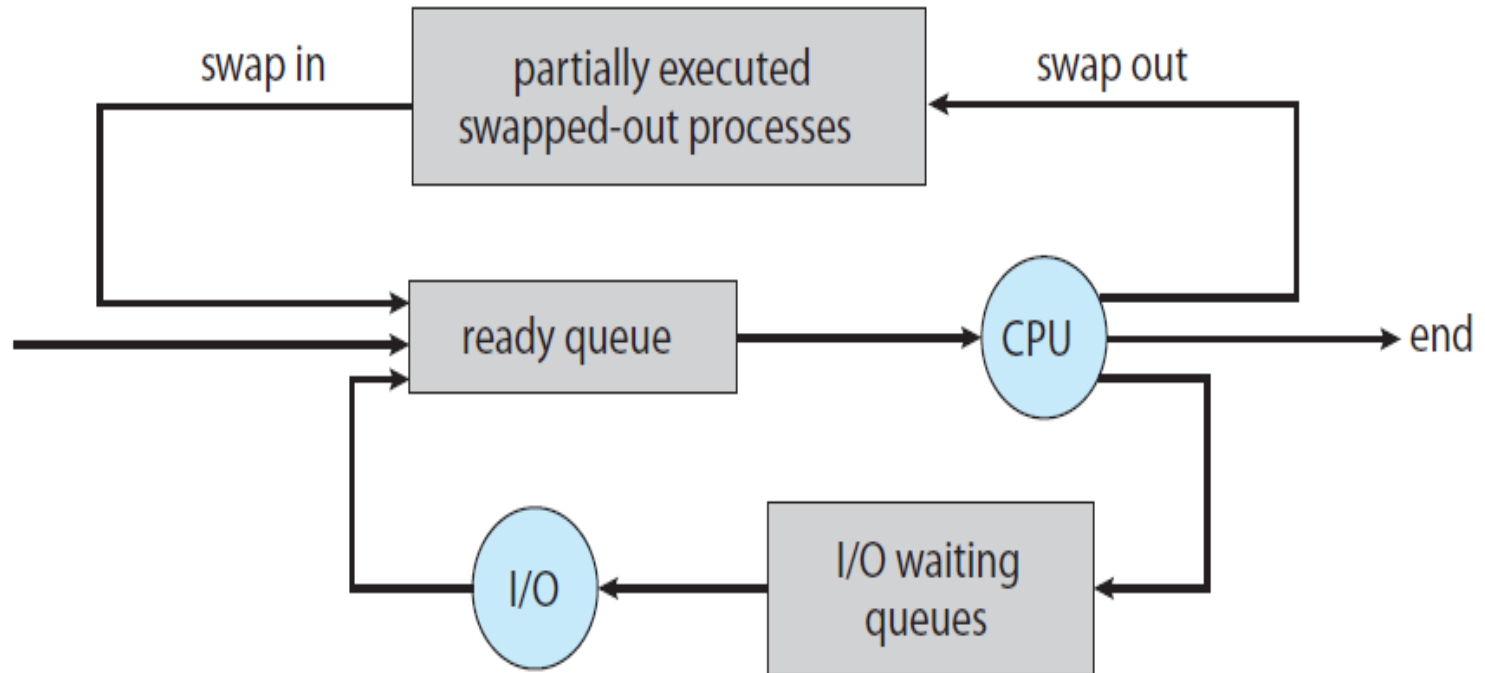 swap in
partially executed
swapped-out processes
swap out
ready queue
CPU
end
I/O
I/O waiting
queues